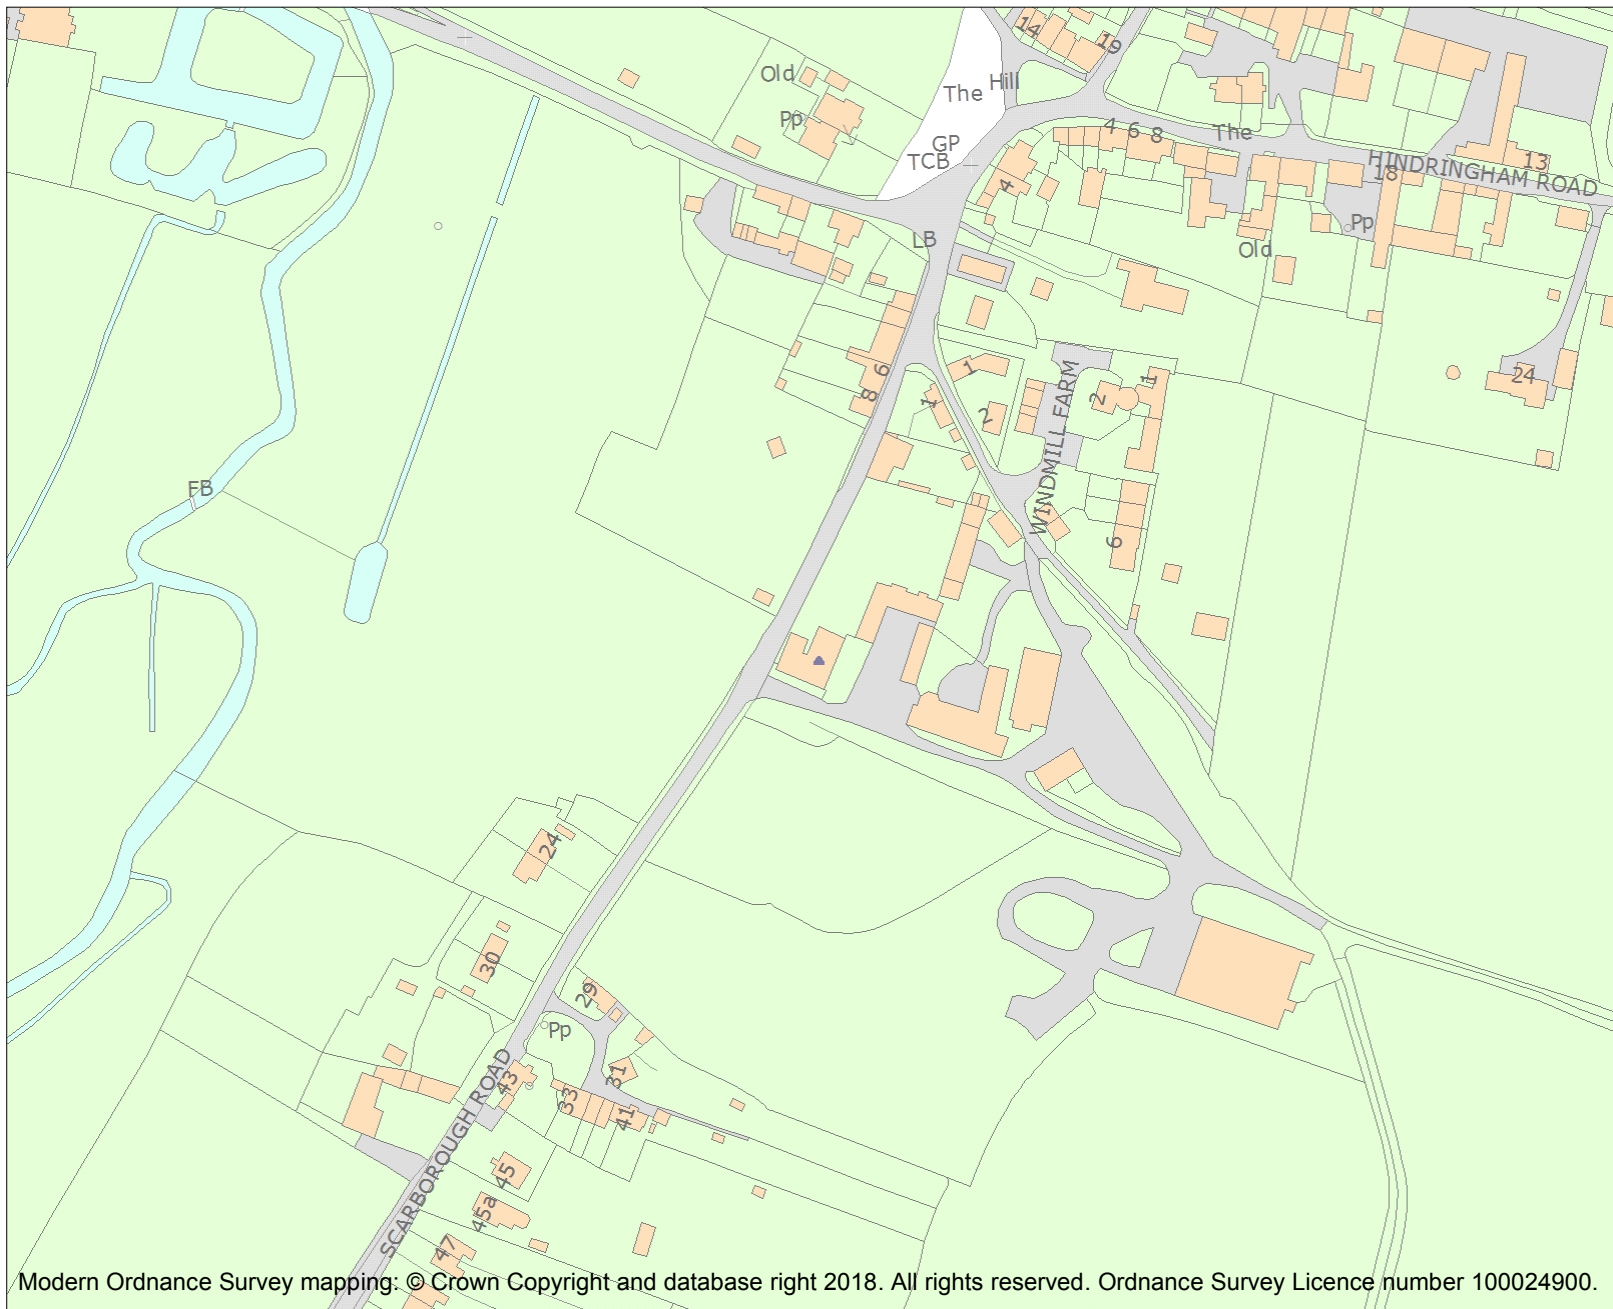 14
19
Old
The Hill
Pp
GP
TCB
4 6 8
The
HINDRINGHAM ROAD
13
18
4
Pp
LB
Old
1
6
8
1
2
WINDMILL FARM
2
1
24
FB
6
24
30
29
Pp
31
43
33
41
SCARBOROUGH ROAD
45
45a
47
Modern Ordnance Survey mapping: © Crown Copyright and database right 2018. All rights reserved. Ordnance Survey Licence number 100024900.